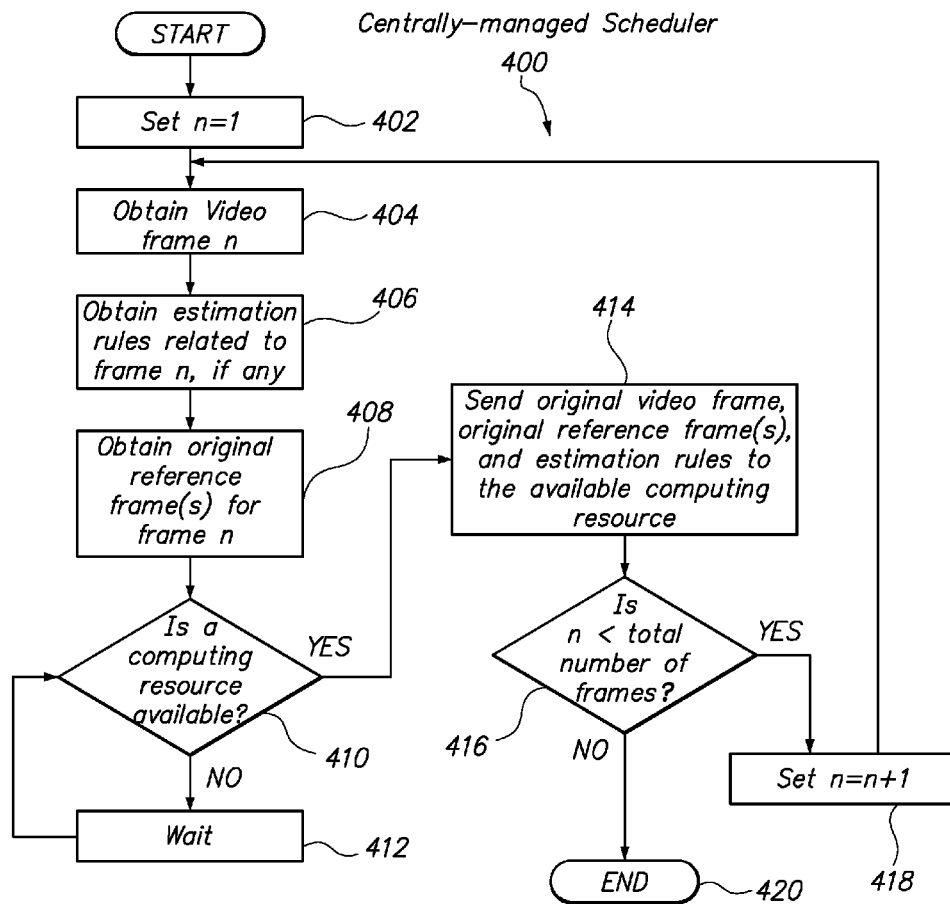 START
Centrally-managed Scheduler
400
Set n=1
402
Obtain Video
frame n
404
Obtain estimation
rules related to
frame n, if any
406
Obtain original
reference
frame(s) for
frame n
408
Is a
computing
resource
available?
410
YES
NO
Wait
412
414
Send original video frame,
original reference frame(s),
and estimation rules to
the available computing
resource
Is
n < total
number of
frames?
416
YES
NO
Set n=n+1
418
END
420